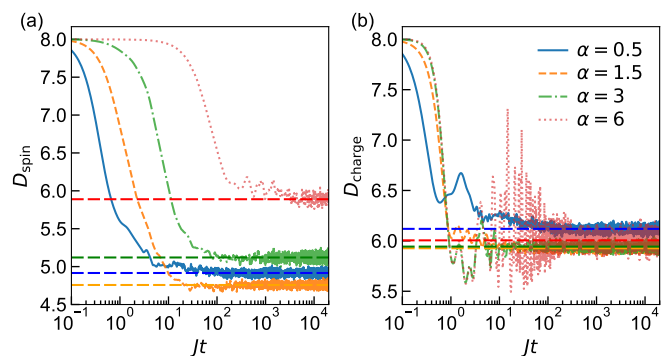 (a)
8.0
7.5
7.0
6.5
6.0
5.5
5.0
4.5
D_spin
10^-1 10^0 10^1 10^2 10^3 10^4
Jt
(b)
8.0
7.5
7.0
6.5
6.0
5.5
D_charge
α = 0.5
α = 1.5
α = 3
α = 6
10^-1 10^0 10^1 10^2 10^3 10^4
Jt